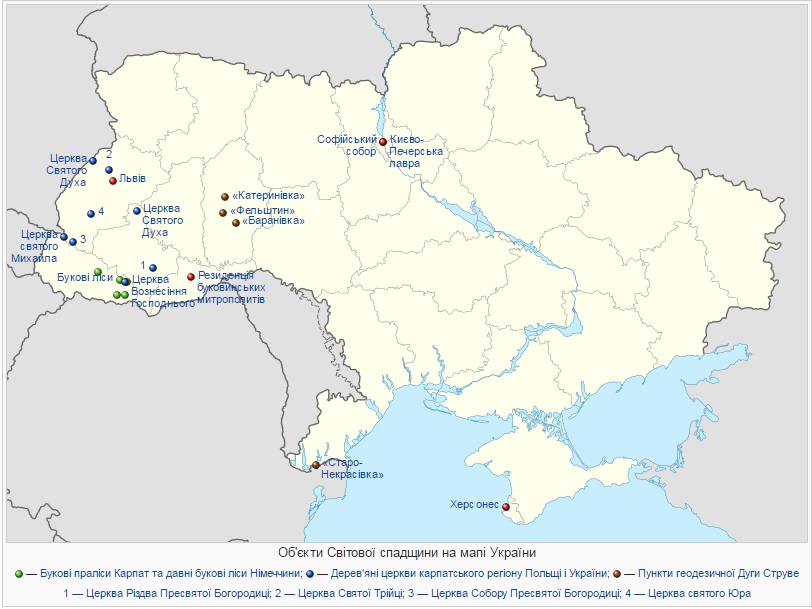 Софійський
собор
Києво-
Печерська
лавра
Церква
Святого
Духа
2
Львів
«Катеринівка»
«Фельштин»
«Баранівка»
4
Церква
Святого
Духа
Церква
святого
Михайла
3
1
Букові ліси
Церква
Вознесіння
Господнього
Резиденція
буковинських
митрополитів
«Старо-
Некрасівка»
Херсонес
Об'єкти Світової спадщини на мапі України
— Букові праліси Карпат та давні букові ліси Німеччини; — Дерев'яні церкви карпатського регіону Польщі і України; — Пункти геодезичної Дуги Струве
1 — Церква Різдва Пресвятої Богородиці; 2 — Церква Святої Трійці; 3 — Церква Собору Пресвятої Богородиці; 4 — Церква святого Юра